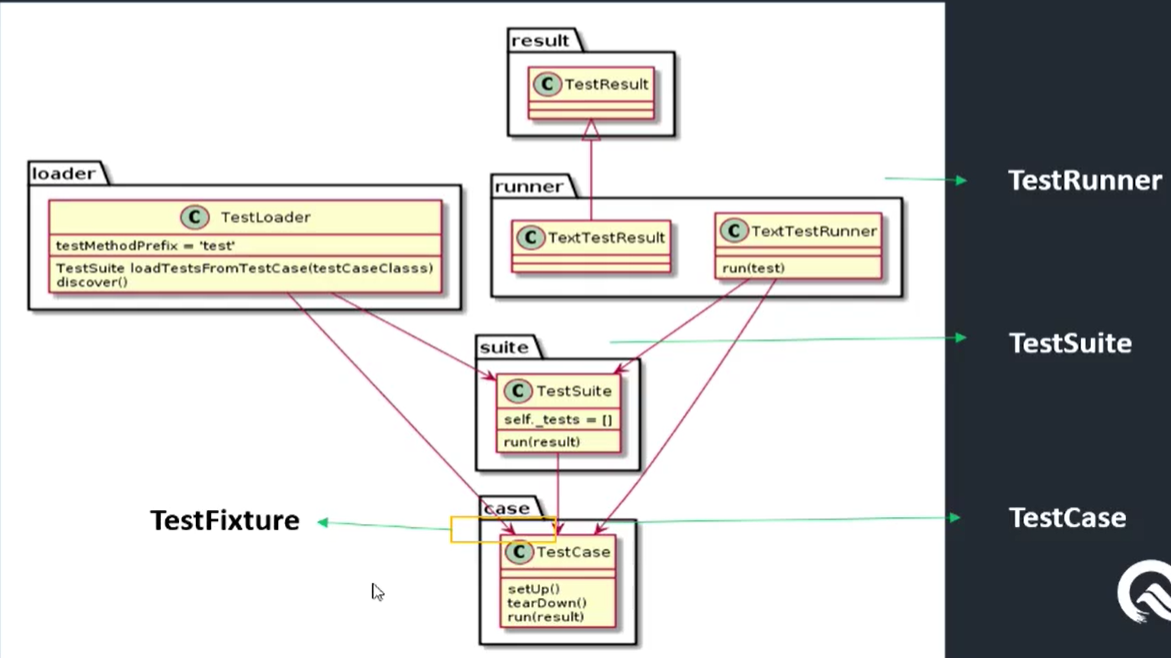 result
C TestResult
loader
C TestLoader
testMethodPrefix = 'test'
TestSuite loadTestsFromTestCase(testCaseClasss)
discover()
runner
C TextTestResult
C TextTestRunner
run(test)
TestRunner
suite
C TestSuite
self._tests = []
run(result)
TestSuite
case
C TestCase
setUp()
tearDown()
run(result)
TestFixture
TestCase